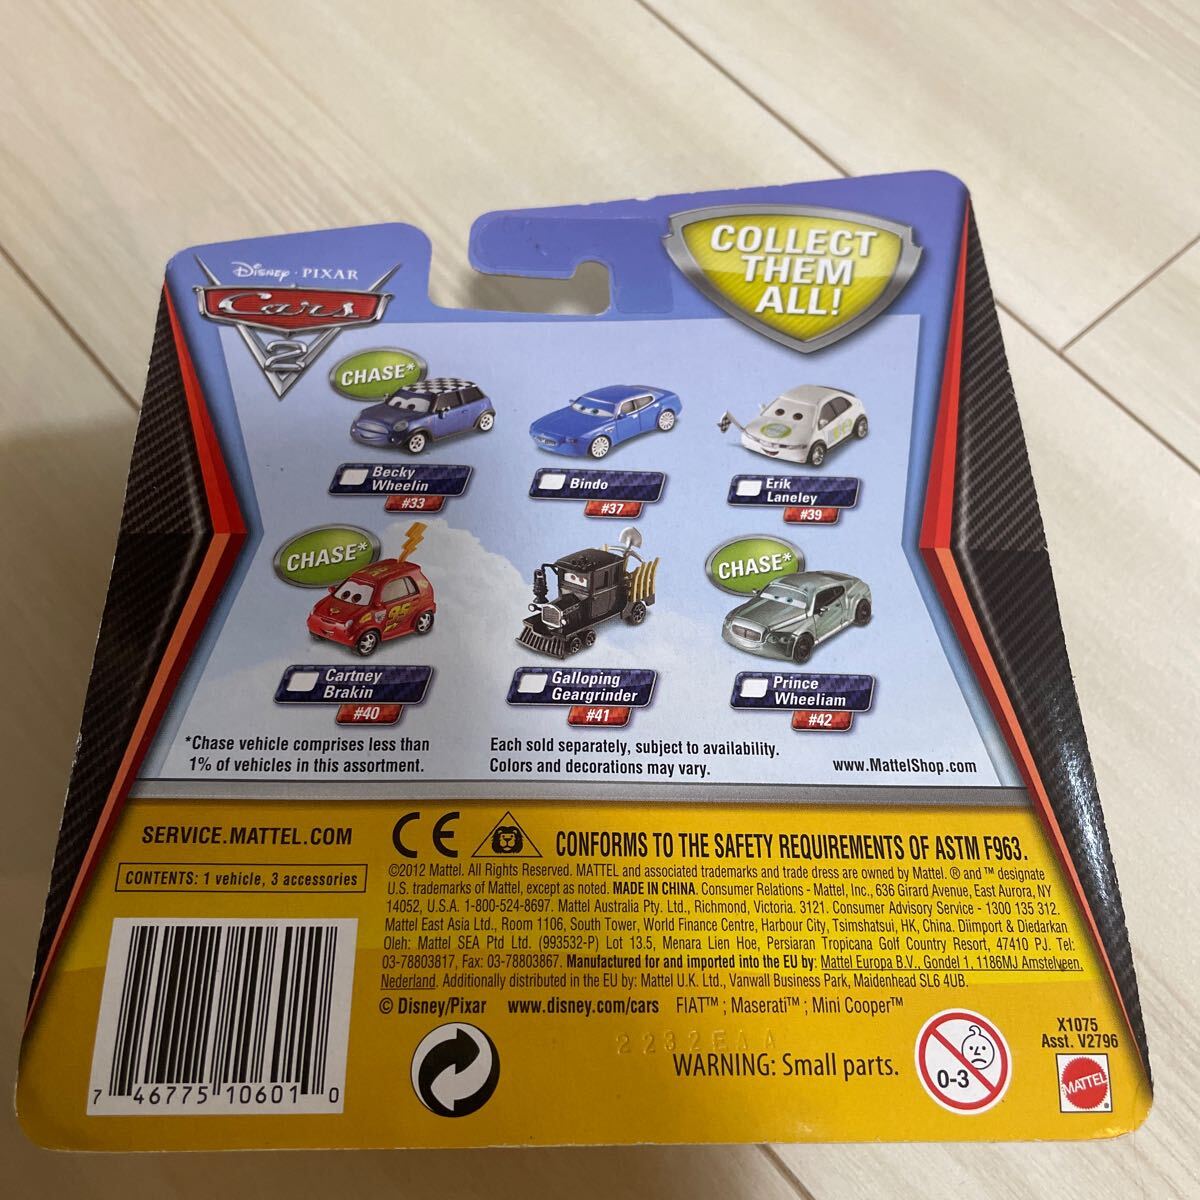 Disney · PIXAR
Cars
2
COLLECT
THEM
ALL!
CHASE*
Becky
Wheelin
#33
Bindo
#37
Erik
Laneley
#39
CHASE*
95
Cartney
Brakin
#40
Galloping
Geargrinder
#41
CHASE*
Prince
Wheeliam
#42
*Chase vehicle comprises less than
1% of vehicles in this assortment.
Each sold separately, subject to availability.
Colors and decorations may vary.
www.MattelShop.com
SERVICE.MATTEL.COM
CONTENTS: 1 vehicle, 3 accessories
CE
CONFORMS TO THE SAFETY REQUIREMENTS OF ASTM F963.
©2012 Mattel. All Rights Reserved. MATTEL and associated trademarks and trade dress are owned by Mattel. ® and ™ designate
U.S. trademarks of Mattel, except as noted. MADE IN CHINA. Consumer Relations - Mattel, Inc., 636 Girard Avenue, East Aurora, NY
14052, U.S.A. 1-800-524-8697. Mattel Australia Pty. Ltd., Richmond, Victoria. 3121. Consumer Advisory Service - 1300 135 312.
Mattel East Asia Ltd., Room 1106, South Tower, World Finance Centre, Harbour City, Tsimshatsui, HK, China. Diimport & Diedarkan
Oleh: Mattel SEA Ptd Ltd. (993532-P) Lot 13.5, Menara Lien Hoe, Persiaran Tropicana Golf Country Resort, 47410 PJ. Tel:
03-78803817, Fax: 03-78803867. Manufactured for and imported into the EU by: Mattel Europa B.V., Gondel 1, 1186MJ Amstelveen,
Nederland. Additionally distributed in the EU by: Mattel U.K. Ltd., Vanwall Business Park, Maidenhead SL6 4UB.
© Disney/Pixar www.disney.com/cars FIAT™ ; Maserati™ ; Mini Cooper™
7 46775 10601 0
2232EAA
WARNING: Small parts.
0-3
X1075
Asst. V2796
MATTEL